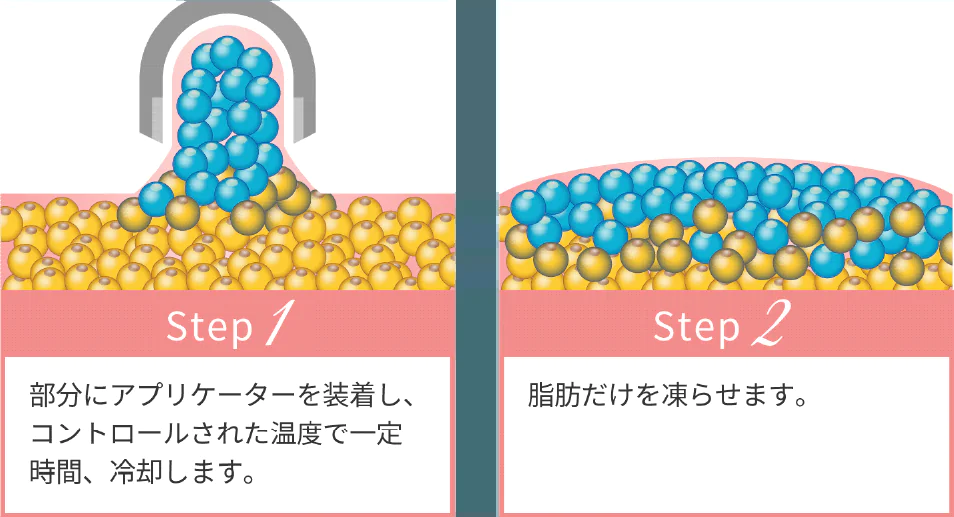 Step 1
部分にアプリケーターを装着し、
コントロールされた温度で一定
時間、冷却します。
Step 2
脂肪だけを凍らせます。